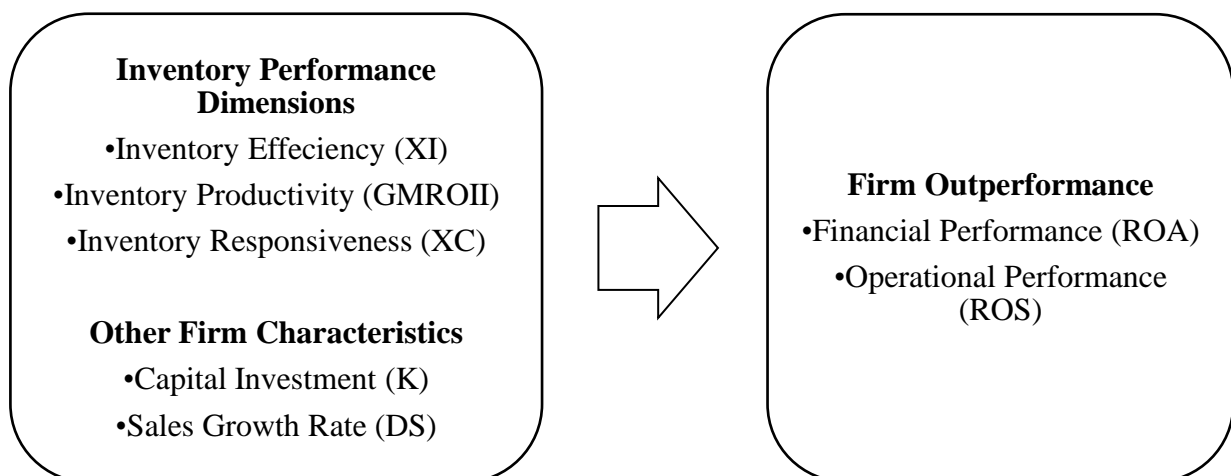 Inventory Performance
Dimensions
•Inventory Effeciency (XI)
•Inventory Productivity (GMROII)
•Inventory Responsiveness (XC)
Other Firm Characteristics
•Capital Investment (K)
•Sales Growth Rate (DS)
Firm Outperformance
•Financial Performance (ROA)
•Operational Performance
(ROS)